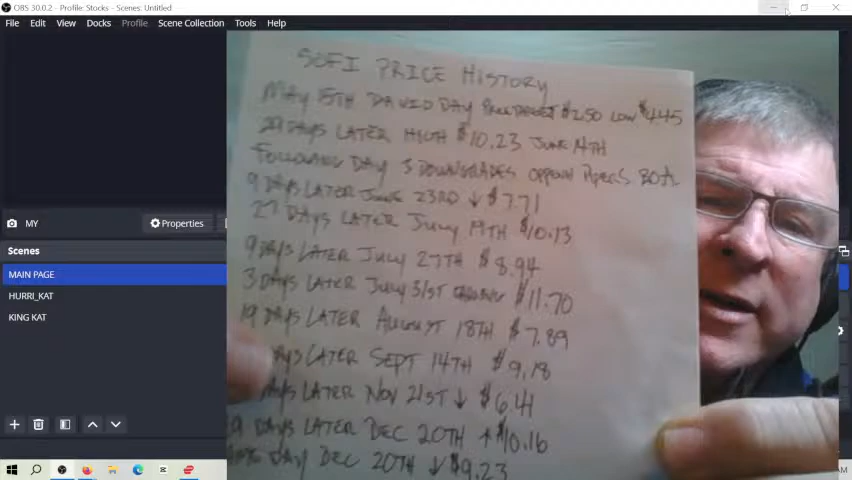 OBS 30.0.2 - Profile: Stocks - Scenes: Untitled
File Edit View Docks Profile Scene Collection Tools Help
SOFI PRICE HISTORY
MAY 15TH DAVID DAY PRICE TARGET $2.50 LOW $4.45
29 DAYS LATER HIGH $10.23 JUNE 14TH
FOLLOWING DAY 3 DOWNGRADES PIPER'S
9 DAYS LATER JUNE 23RD ↓ $7.71
27 DAYS LATER JULY 19TH $10.13
9 DAYS LATER JULY 27TH $8.94
3 DAYS LATER JULY 31ST $11.70
19 DAYS LATER AUGUST 18TH $7.89
DAYS LATER SEPT 14TH $9.18
DAYS LATER NOV 21ST ↓ $6.41
9 DAYS LATER DEC 20TH ↑ $10.16
DAY DEC 20TH ↓ $9.23
MY Properties
Scenes
MAIN PAGE
HURRI_KAT
KING KAT